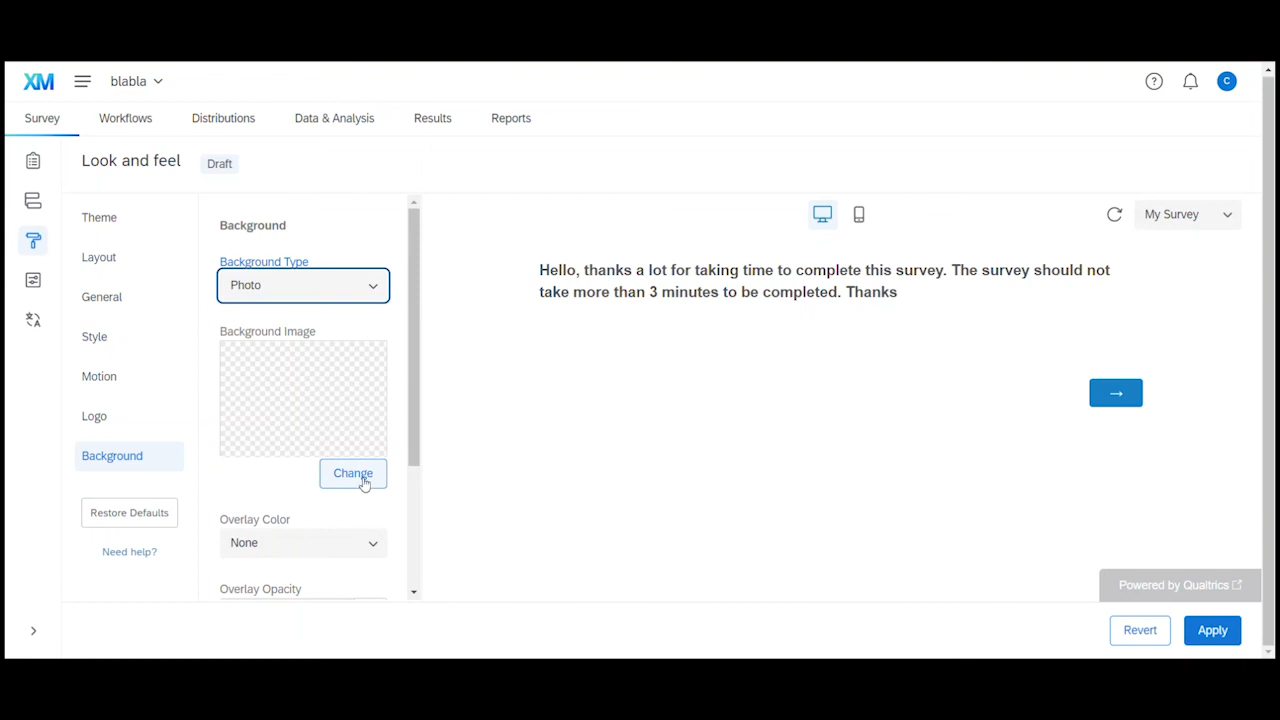 XM blabla
C
Survey Workflows Distributions Data & Analysis Results Reports
Look and feel Draft
Theme
Layout
General
Style
Motion
Logo
Background
Restore Defaults
Need help?
Background
Background Type
Photo
Background Image
Change
Overlay Color
None
Overlay Opacity
My Survey
Hello, thanks a lot for taking time to complete this survey. The survey should not
take more than 3 minutes to be completed. Thanks
→
Powered by Qualtrics
Revert Apply